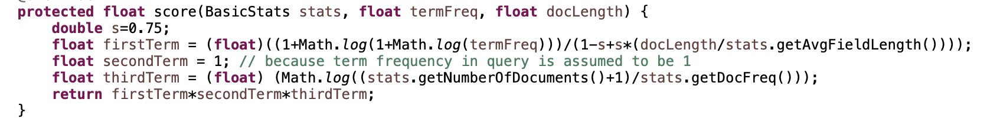 protected float score(BasicStats stats, float termFreq, float docLength) {
double s=0.75;
float firstTerm = (float)((1+Math.log(1+Math.log(termFreq)))/(1-s+s*(docLength/stats.getAvgFieldLength())));
float secondTerm = 1; // because term frequency in query is assumed to be 1
float thirdTerm = (float) (Math.log((stats.getNumberOfDocuments()+1)/stats.getDocFreq()));
return firstTerm*secondTerm*thirdTerm;
}